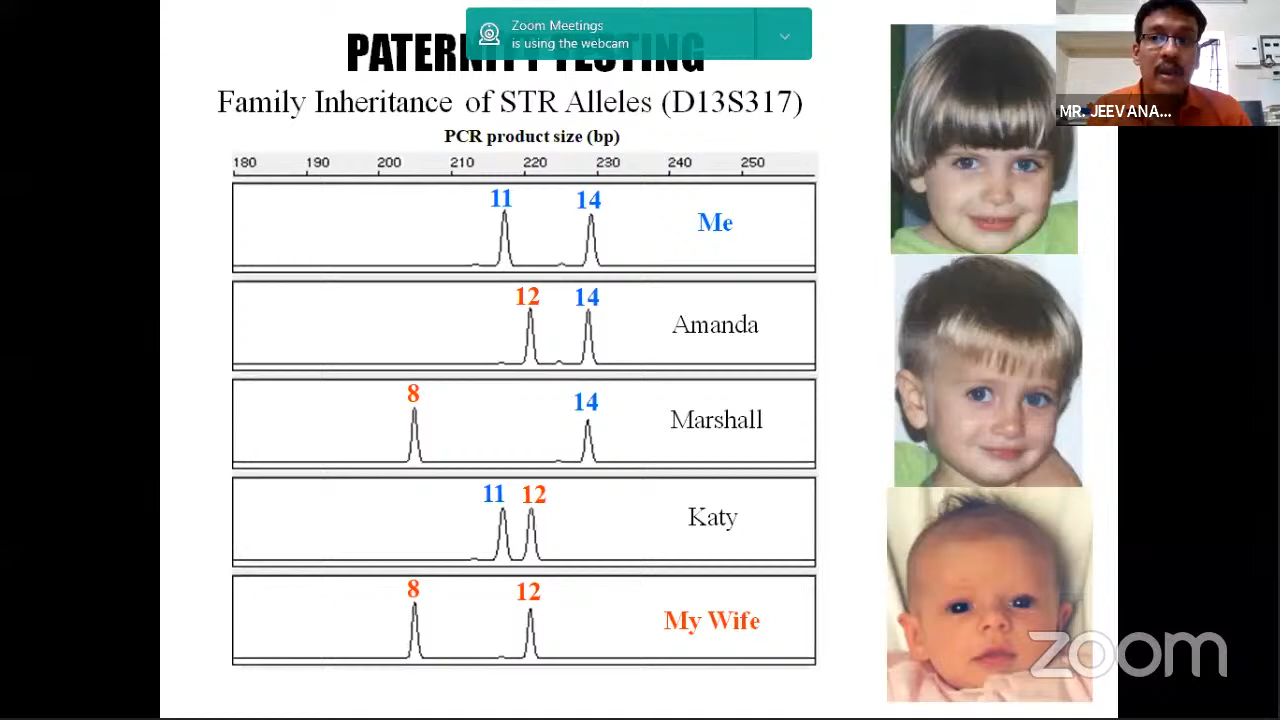 Zoom Meetings
is using the webcam
PATERNITY TESTING
MR. JEEVANA...
Family Inheritance of STR Alleles (D13S317)
PCR product size (bp)
180 190 200 210 220 230 240 250
11 14
Me
12 14
Amanda
8 14
Marshall
11 12
Katy
8 12
My Wife
zoom